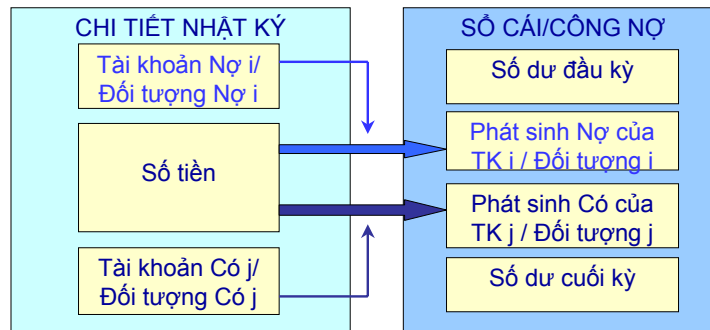 CHI TIẾT NHẬT KÝ
Tài khoản Nợ i/
Đối tượng Nợ i
Số tiền
Tài khoản Có j/
Đối tượng Có j
SỔ CÁI/CÔNG NỢ
Số dư đầu kỳ
Phát sinh Nợ của
TK i / Đối tượng i
Phát sinh Có của
TK j / Đối tượng j
Số dư cuối kỳ